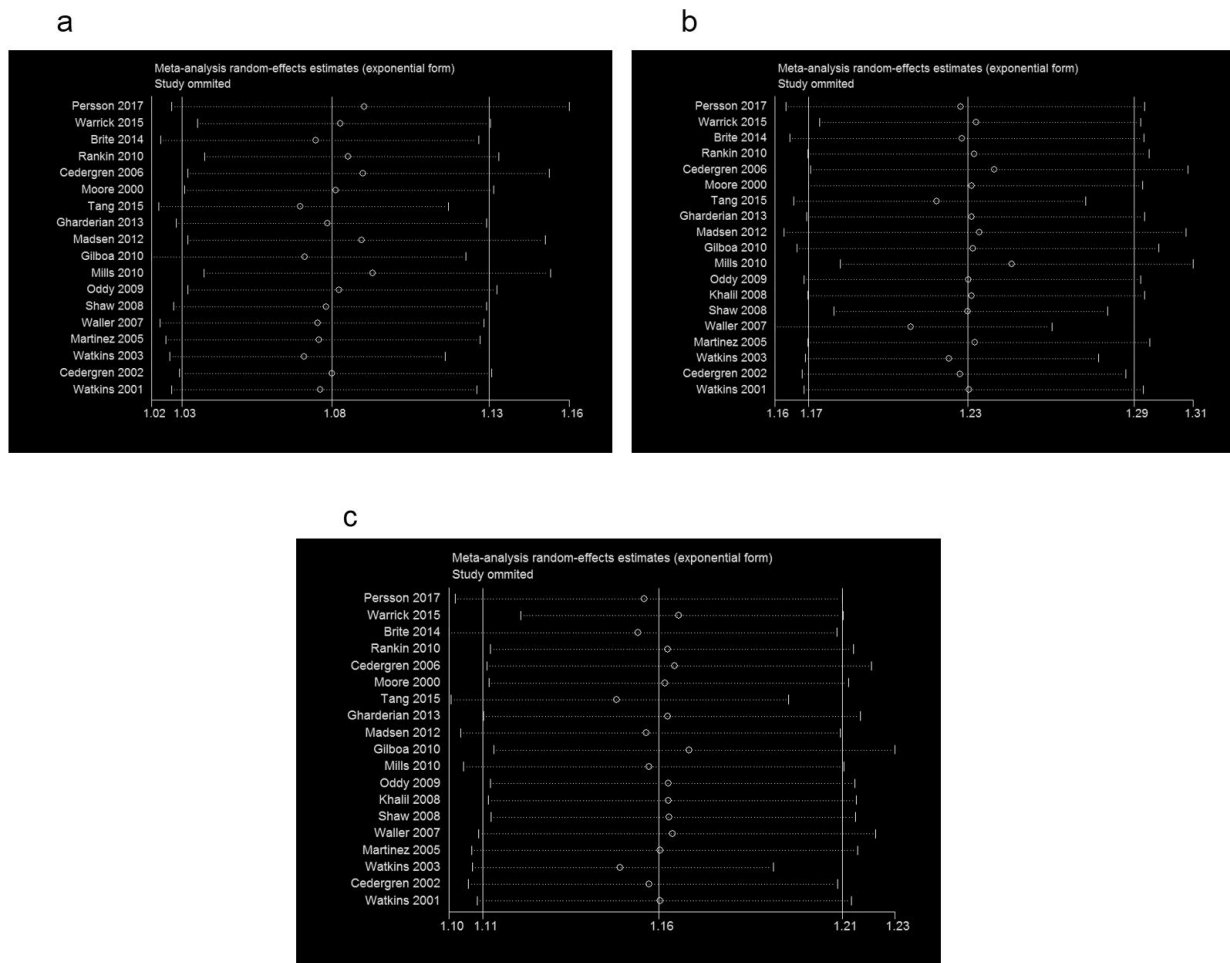 a
Meta-analysis random-effects estimates (exponential form)
Study ommited
Persson 2017
Warrick 2015
Brite 2014
Rankin 2010
Cedergren 2006
Moore 2000
Tang 2015
Gharderian 2013
Madsen 2012
Gilboa 2010
Mills 2010
Oddy 2009
Shaw 2008
Waller 2007
Martinez 2005
Watkins 2003
Cedergren 2002
Watkins 2001
1.02 1.03 1.08 1.13 1.16
b
Meta-analysis random-effects estimates (exponential form)
Study ommited
Persson 2017
Warrick 2015
Brite 2014
Rankin 2010
Cedergren 2006
Moore 2000
Tang 2015
Gharderian 2013
Madsen 2012
Gilboa 2010
Mills 2010
Oddy 2009
Khalil 2008
Shaw 2008
Waller 2007
Martinez 2005
Watkins 2003
Cedergren 2002
Watkins 2001
1.16 1.17 1.23 1.29 1.31
c
Meta-analysis random-effects estimates (exponential form)
Study ommited
Persson 2017
Warrick 2015
Brite 2014
Rankin 2010
Cedergren 2006
Moore 2000
Tang 2015
Gharderian 2013
Madsen 2012
Gilboa 2010
Mills 2010
Oddy 2009
Khalil 2008
Shaw 2008
Waller 2007
Martinez 2005
Watkins 2003
Cedergren 2002
Watkins 2001
1.10 1.11 1.16 1.21 1.23